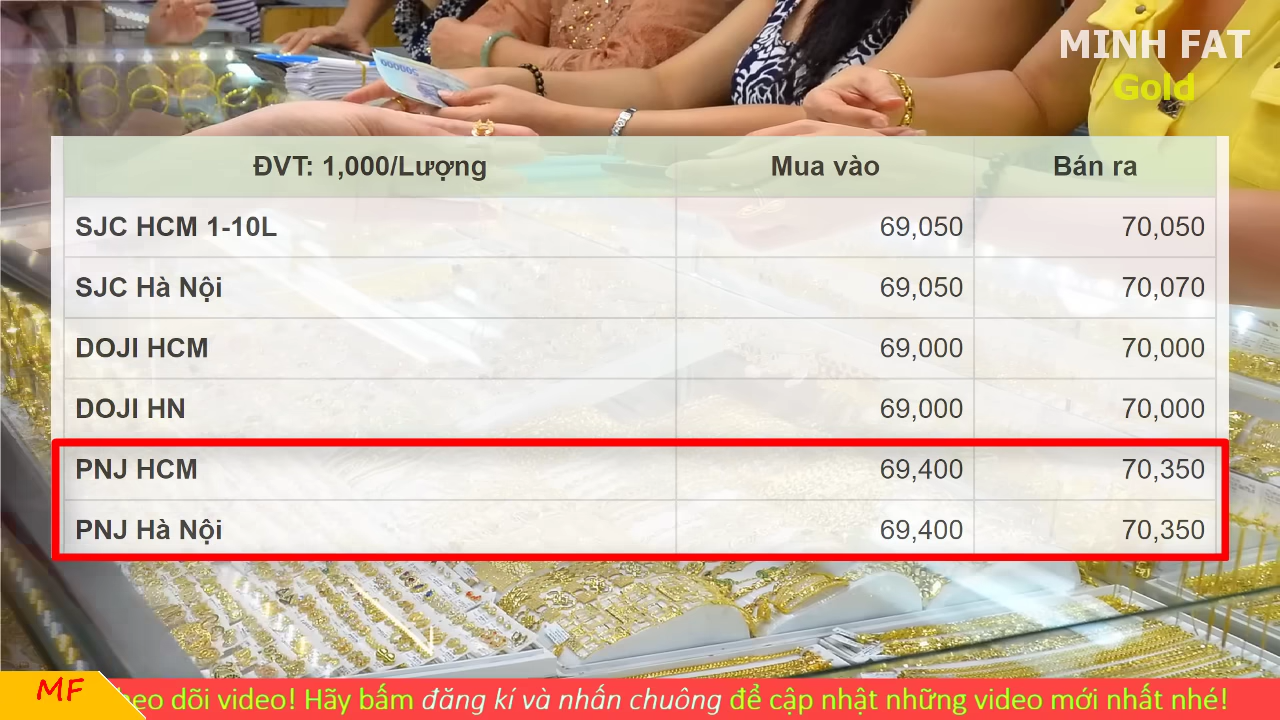 MINH FAT
Gold
500000
ĐVT: 1,000/Lượng Mua vào Bán ra
SJC HCM 1-10L 69,050 70,050
SJC Hà Nội 69,050 70,070
DOJI HCM 69,000 70,000
DOJI HN 69,000 70,000
PNJ HCM 69,400 70,350
PNJ Hà Nội 69,400 70,350
MF
heo dõi video! Hãy bấm đăng kí và nhấn chuông để cập nhật những video mới nhất nhé!